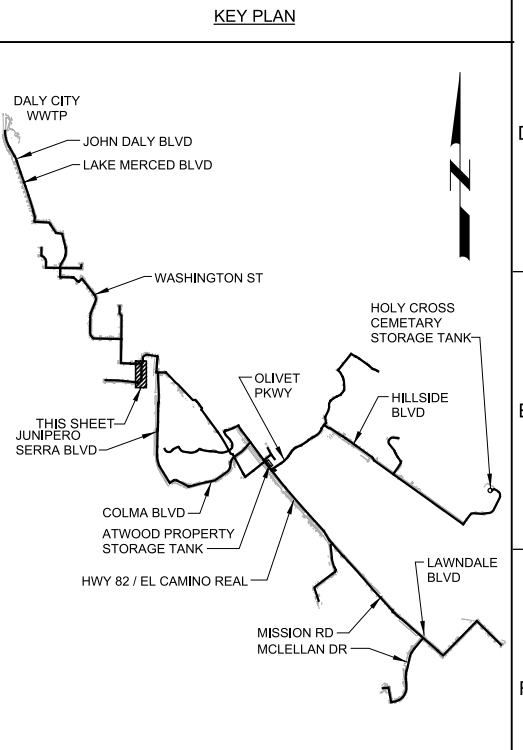 KEY PLAN
DALY CITY
WWTP
JOHN DALY BLVD
LAKE MERCED BLVD
D
N
WASHINGTON ST
HOLY CROSS
CEMETARY
STORAGE TANK
OLIVET
PKWY
HILLSIDE
BLVD
E
THIS SHEET
JUNIPERO
SERRA BLVD
COLMA BLVD
ATWOOD PROPERTY
STORAGE TANK
HWY 82 / EL CAMINO REAL
LAWNDALE
BLVD
MISSION RD
MCLELLAN DR
F